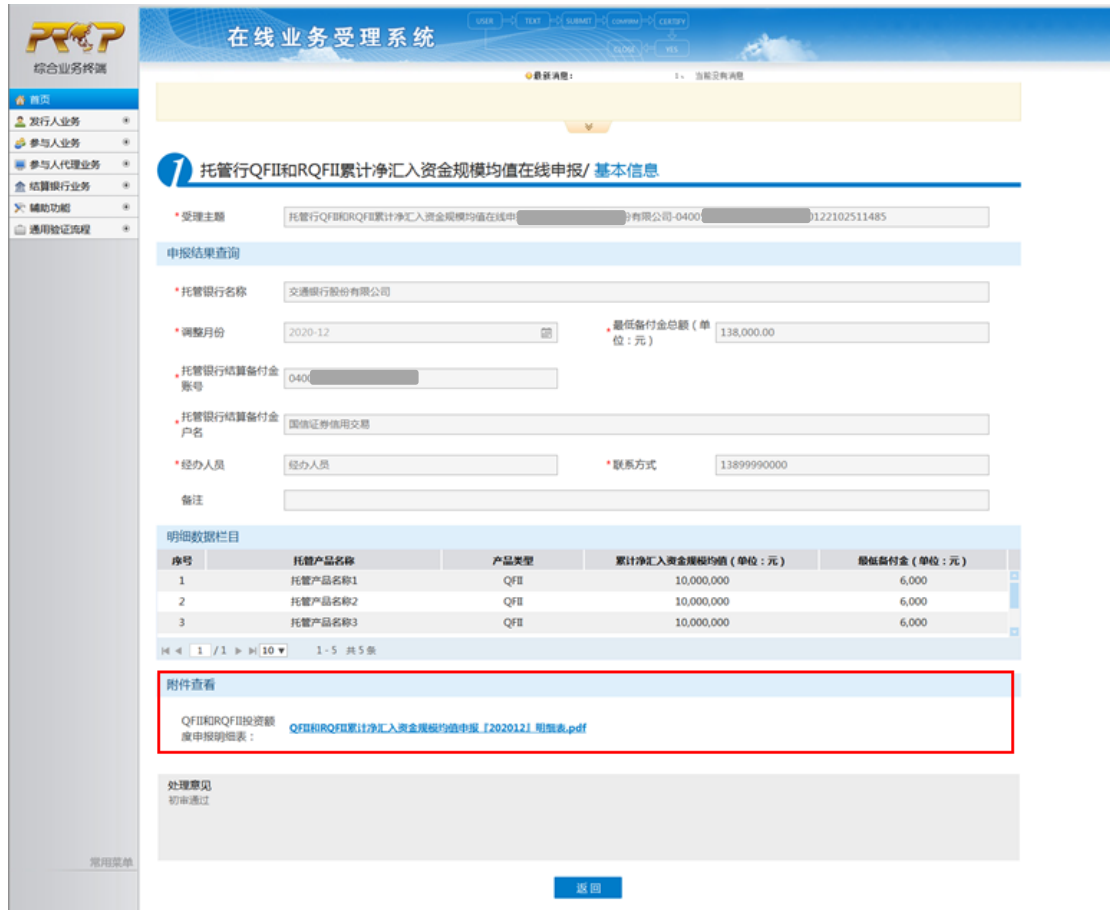 PROP
综合业务终端
在线业务受理系统
USER TEXT SUBMIT CONFIRM CERTIFY
CLOSE YES
最新消息：
1、 当前没有消息
首页
发行人业务
参与人业务
参与人代理业务
结算银行业务
辅助功能
通用验证流程
常用菜单
1 托管行QFII和RQFII累计净汇入资金规模均值在线申报/ 基本信息
*受理主题 托管行QFII和RQFII累计净汇入资金规模均值在线申 份有限公司-0400 0122102511485
申报结果查询
*托管银行名称 交通银行股份有限公司
*调整月份 2020-12 *最低备付金总额（单位：元） 138,000.00
*托管银行结算备付金账号 0400
*托管银行结算备付金户名 国信证券信用交易
*经办人员 经办人员 *联系方式 13899990000
备注
明细数据栏目
序号 托管产品名称 产品类型 累计净汇入资金规模均值（单位：元） 最低备付金（单位：元）
1 托管产品名称1 QFII 10,000,000 6,000
2 托管产品名称2 QFII 10,000,000 6,000
3 托管产品名称3 QFII 10,000,000 6,000
1 /1 10 1-5 共5条
附件查看
QFII和RQFII投资额度申报明细表： QFII和RQFII累计净汇入资金规模均值申报『202012』明细表.pdf
处理意见
初审通过
返回